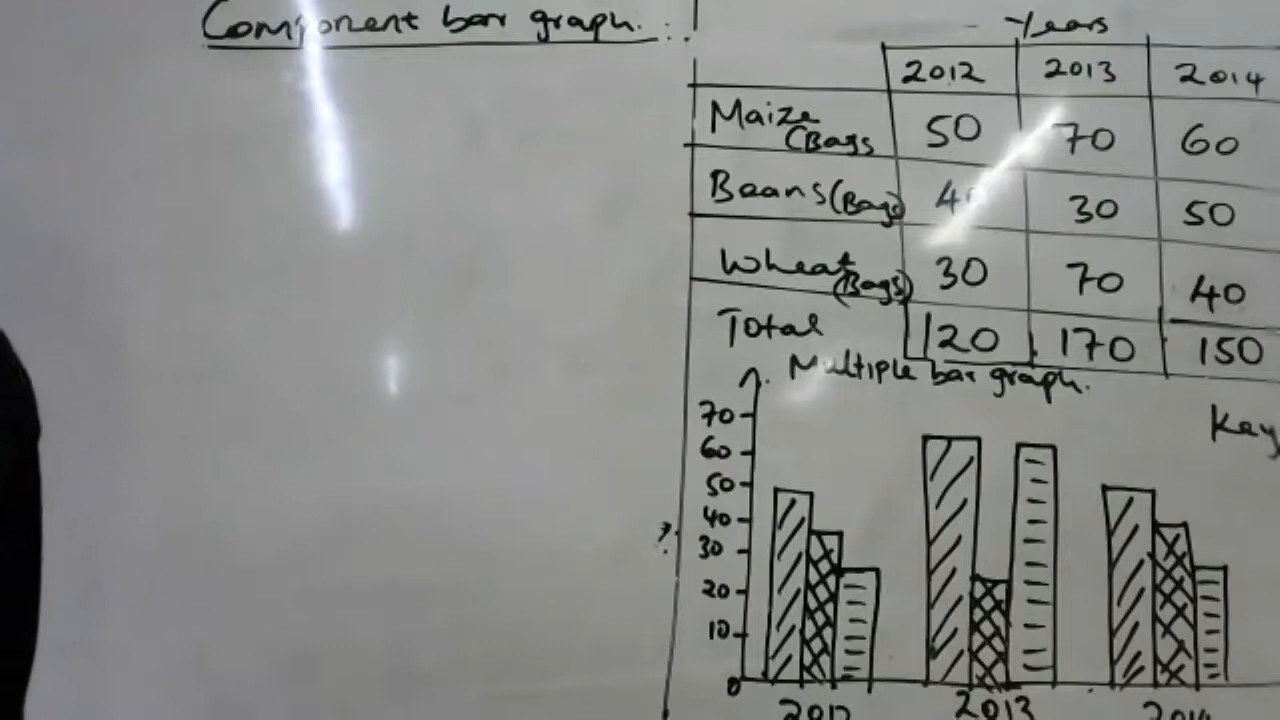 Component bar graph.
Years
2012 2013 2014
Maize (Bags 50 70 60
Beans (Bags) 30 50
Wheat (Bags) 30 70 40
Total 120 170 150
Multiple bar graph.
Key
70
60
50
40
30
20
10
0
2012 2013 2014